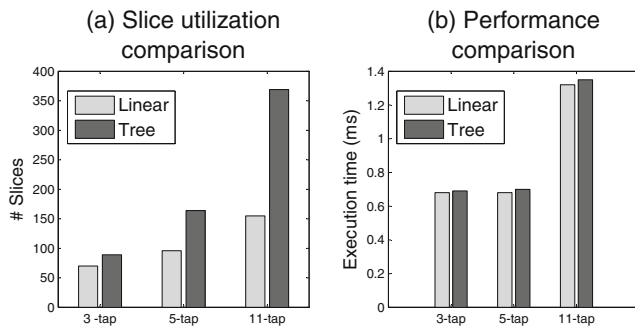 (a) Slice utilization
comparison
400
350
300
250
200
150
100
50
0
# Slices
Linear
Tree
3 -tap
5-tap
11-tap
(b) Performance
comparison
1.4
1.2
1
0.8
0.6
0.4
0.2
0
Execution time (ms)
Linear
Tree
3-tap
5-tap
11-tap